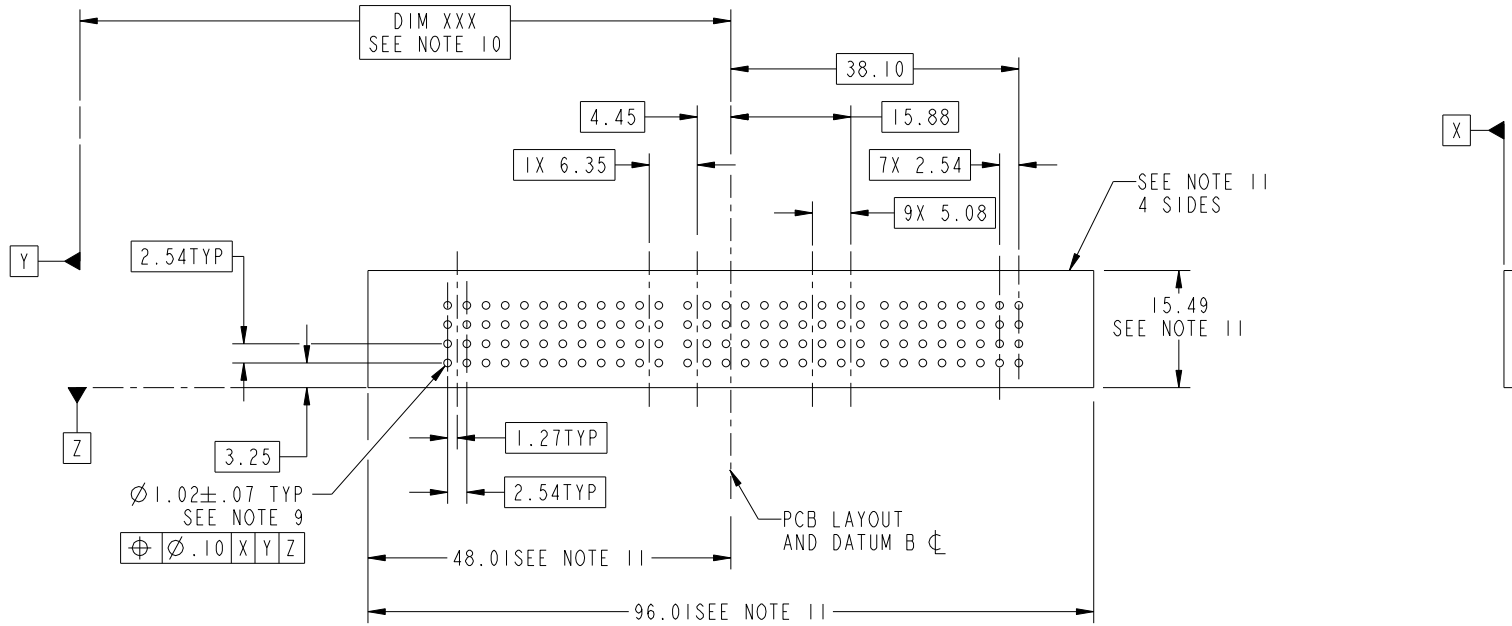 DIM XXX
SEE NOTE 10
38.10
4.45
15.88
X
1X 6.35
7X 2.54
SEE NOTE 11
4 SIDES
9X 5.08
2.54TYP
Y
15.49
SEE NOTE 11
Z
1.27TYP
3.25
2.54TYP
Ø1.02±.07 TYP
SEE NOTE 9
⌖ Ø.10 X Y Z
PCB LAYOUT
AND DATUM B ℄
48.01SEE NOTE 11
96.01SEE NOTE 11